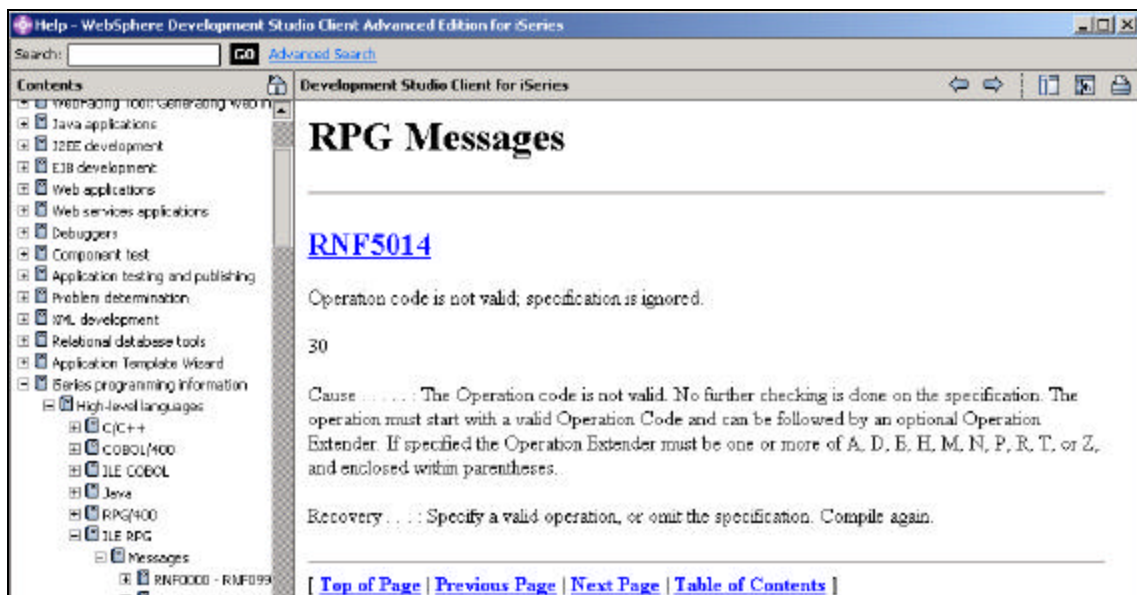 Help - WebSphere Development Studio Client Advanced Edition for iSeries
Search: GO Advanced Search
Contents
WebFacing Tool: Generating Web in
Java applications
J2EE development
EJB development
Web applications
Web services applications
Debuggers
Component test
Application testing and publishing
Problem determination
XML development
Relational database tools
Application Template Wizard
iSeries programming information
High-level languages
C/C++
COBOL/400
ILE COBOL
Java
RPG/400
ILE RPG
Messages
RNF0000 - RNF099
Development Studio Client for iSeries
RPG Messages
RNF5014
Operation code is not valid; specification is ignored.
30
Cause . . . . . : The Operation code is not valid. No further checking is done on the specification. The
operation must start with a valid Operation Code and can be followed by an optional Operation
Extender. If specified the Operation Extender must be one or more of A, D, E, H, M, N, P, R, T, or Z,
and enclosed within parentheses.
Recovery . . . : Specify a valid operation, or omit the specification. Compile again.
[ Top of Page | Previous Page | Next Page | Table of Contents ]